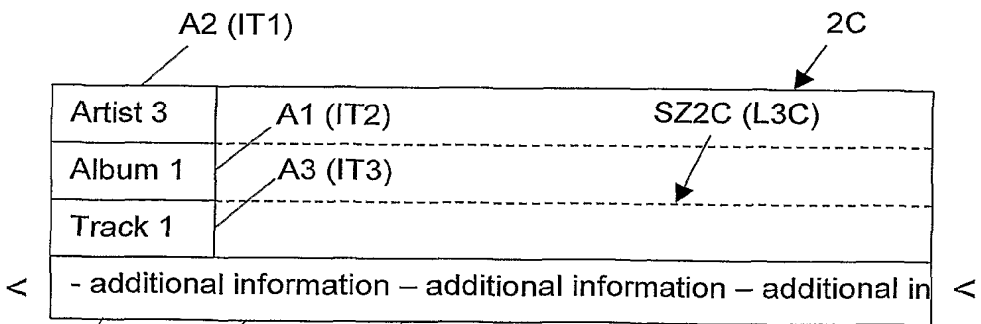 A2 (IT1) 2C
Artist 3 A1 (IT2) SZ2C (L3C)
Album 1 A3 (IT3)
Track 1
< - additional information – additional information – additional in <